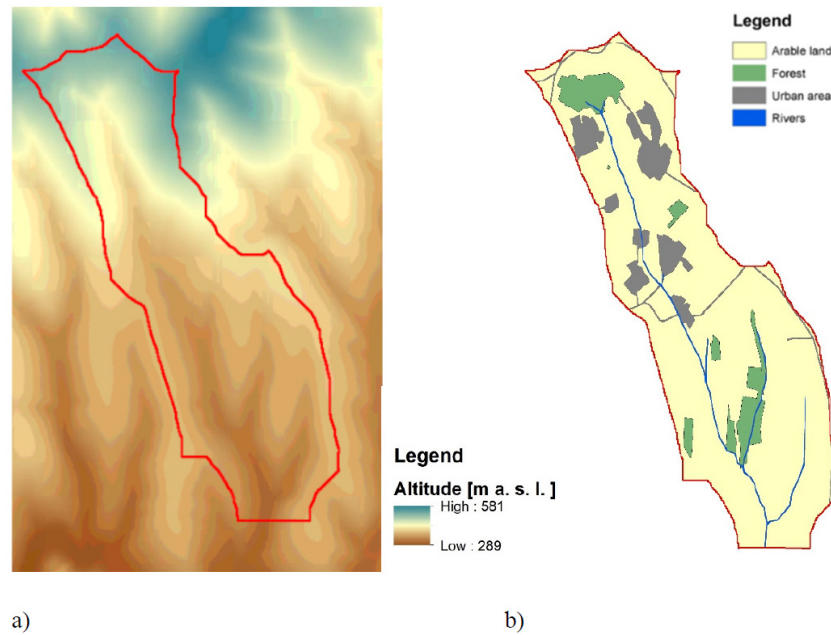 Legend
Arable land
Forest
Urban area
Rivers
Legend
Altitude [m a. s. l. ]
High : 581
Low : 289
a)
b)